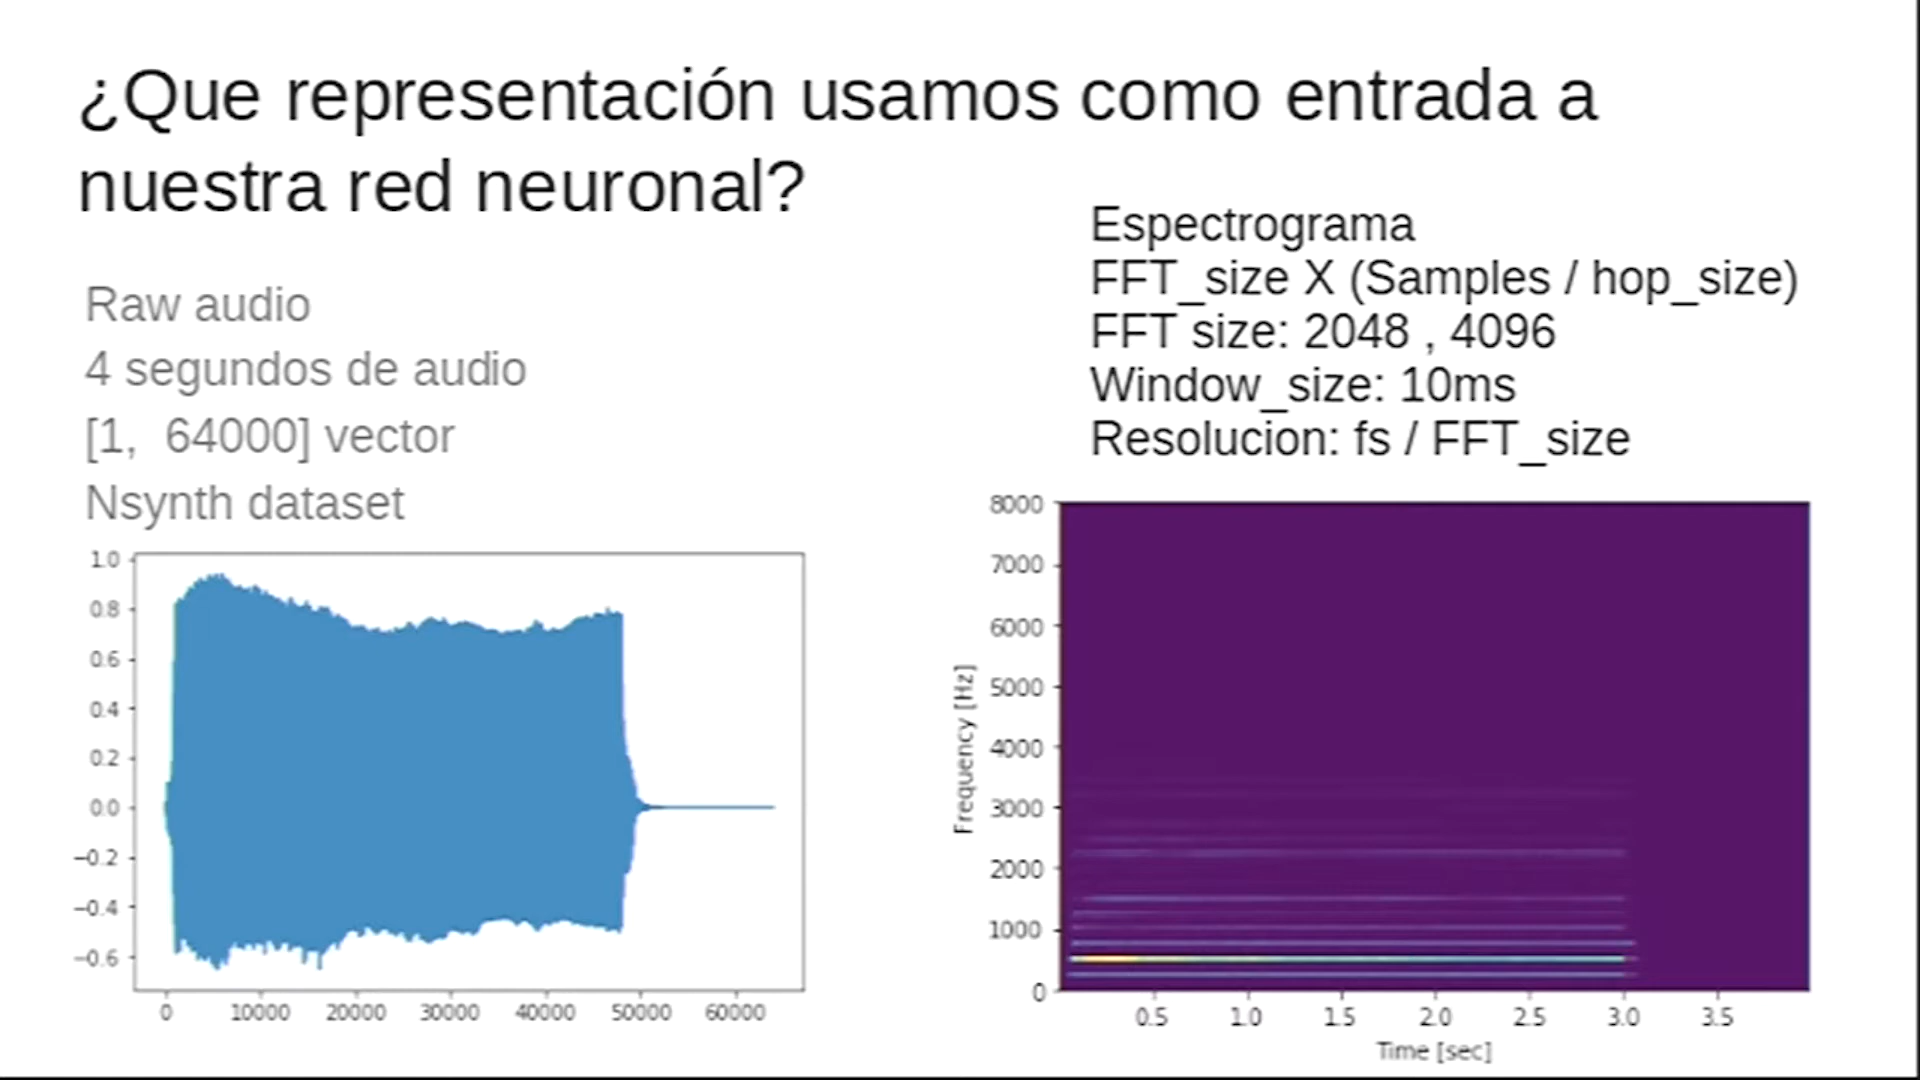 ¿Que representación usamos como entrada a
nuestra red neuronal?
Raw audio
4 segundos de audio
[1,  64000] vector
Nsynth dataset
1.0
0.8
0.6
0.4
0.2
0.0
−0.2
−0.4
−0.6
0 10000 20000 30000 40000 50000 60000
Espectrograma
FFT_size X (Samples / hop_size)
FFT size: 2048 , 4096
Window_size: 10ms
Resolucion: fs / FFT_size
Frequency [Hz]
8000
7000
6000
5000
4000
3000
2000
1000
0
0.5 1.0 1.5 2.0 2.5 3.0 3.5
Time [sec]